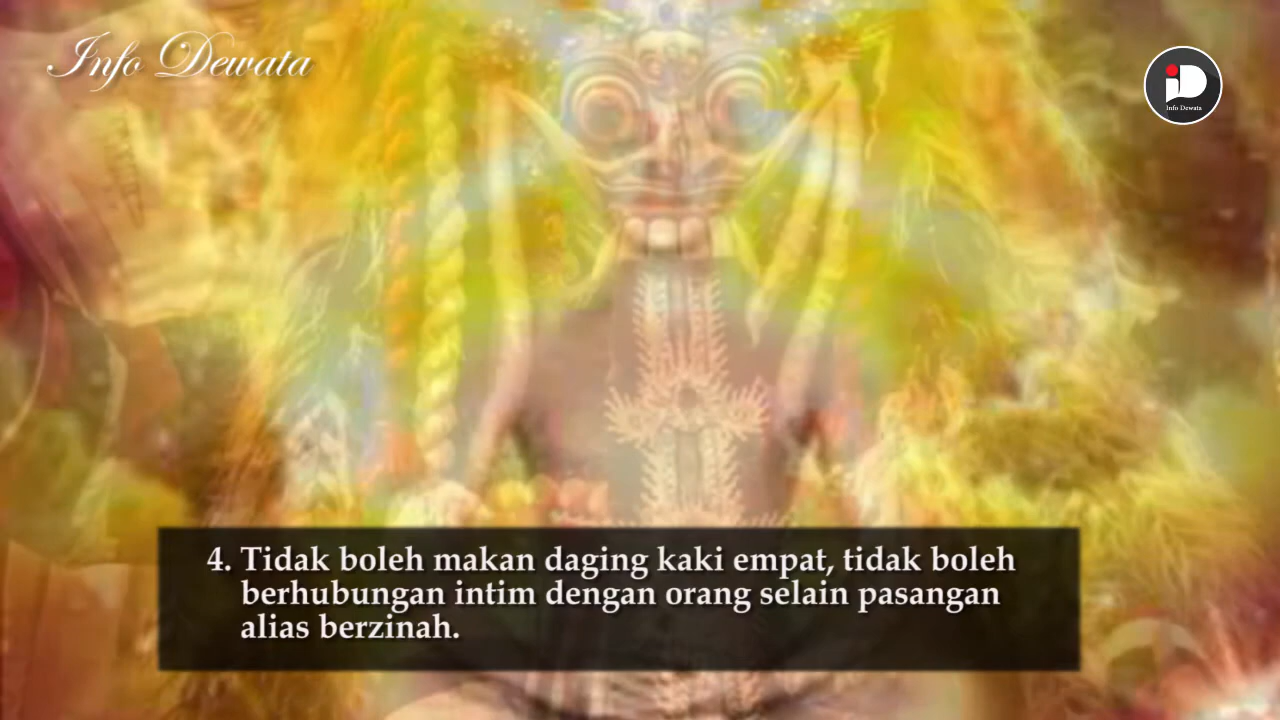 Info Dewata
Info Dewata
4. Tidak boleh makan daging kaki empat, tidak boleh
berhubungan intim dengan orang selain pasangan
alias berzinah.